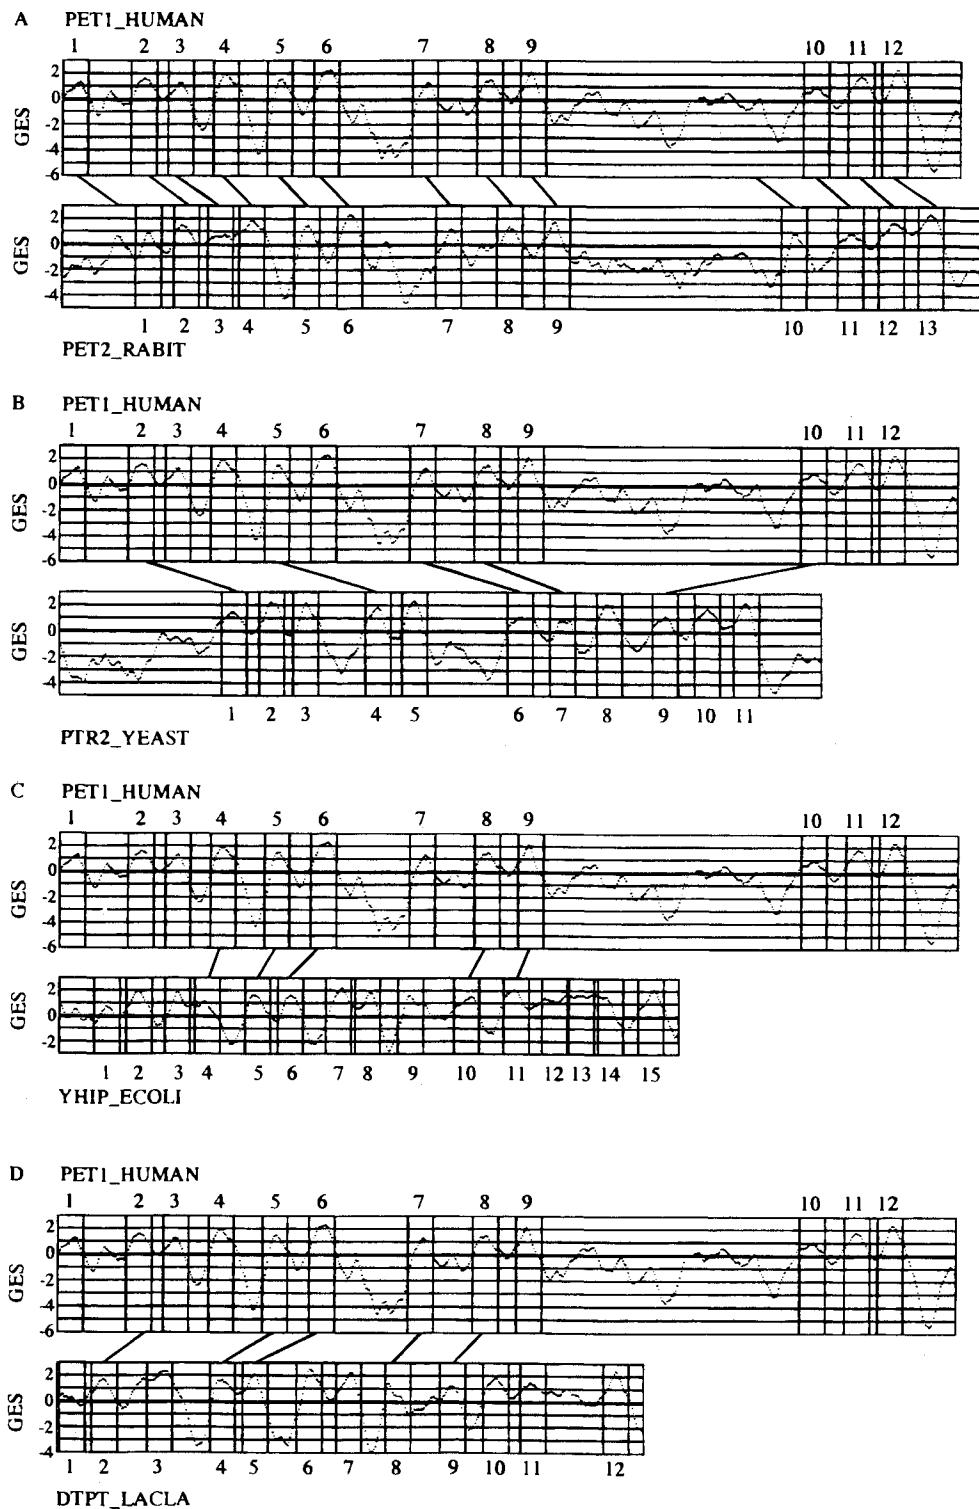 A PET1_HUMAN
1 2 3 4 5 6 7 8 9 10 11 12
2
0
-2
-4
-6
GES
2
0
-2
-4
GES
1 2 3 4 5 6 7 8 9 10 11 12 13
PET2_RABIT
B PET1_HUMAN
1 2 3 4 5 6 7 8 9 10 11 12
2
0
-2
-4
-6
GES
2
0
-2
-4
GES
1 2 3 4 5 6 7 8 9 10 11
PTR2_YEAST
C PET1_HUMAN
1 2 3 4 5 6 7 8 9 10 11 12
2
0
-2
-4
-6
GES
2
0
-2
GES
1 2 3 4 5 6 7 8 9 10 11 12 13 14 15
YHIP_ECOLI
D PET1_HUMAN
1 2 3 4 5 6 7 8 9 10 11 12
2
0
-2
-4
-6
GES
2
0
-2
-4
GES
1 2 3 4 5 6 7 8 9 10 11 12
DTPT_LACLA